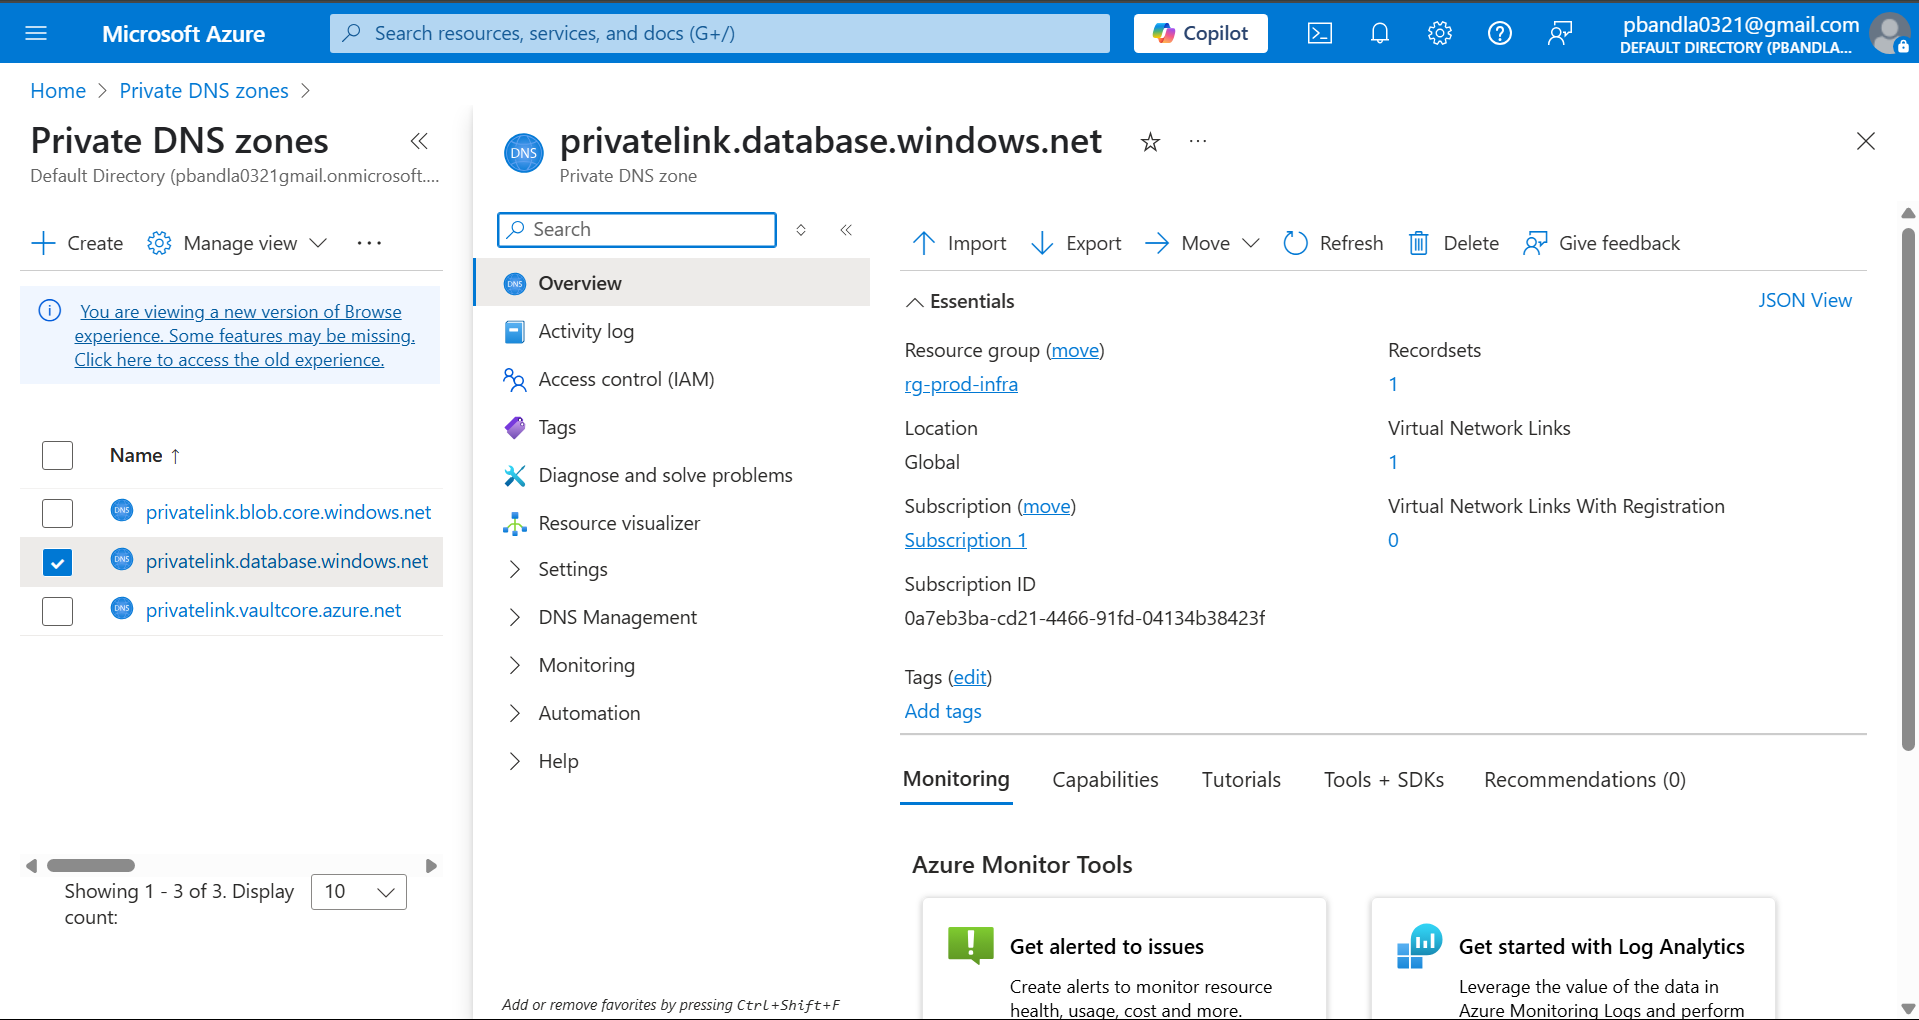 Microsoft Azure
Search resources, services, and docs (G+/)
Copilot
pbandla0321@gmail.com
DEFAULT DIRECTORY (PBANDLA...
Home > Private DNS zones >
Private DNS zones
Default Directory (pbandla0321gmail.onmicrosoft....
Create
Manage view
You are viewing a new version of Browse
experience. Some features may be missing.
Click here to access the old experience.
Name ↑
privatelink.blob.core.windows.net
privatelink.database.windows.net
privatelink.vaultcore.azure.net
Showing 1 - 3 of 3. Display
count:
10
DNS
privatelink.database.windows.net
Private DNS zone
Search
Overview
Activity log
Access control (IAM)
Tags
Diagnose and solve problems
Resource visualizer
Settings
DNS Management
Monitoring
Automation
Help
Add or remove favorites by pressing Ctrl+Shift+F
Import
Export
Move
Refresh
Delete
Give feedback
Essentials
JSON View
Resource group (move)
rg-prod-infra
Location
Global
Subscription (move)
Subscription 1
Subscription ID
0a7eb3ba-cd21-4466-91fd-04134b38423f
Recordsets
1
Virtual Network Links
1
Virtual Network Links With Registration
0
Tags (edit)
Add tags
Monitoring
Capabilities
Tutorials
Tools + SDKs
Recommendations (0)
Azure Monitor Tools
Get alerted to issues
Create alerts to monitor resource
health, usage, cost and more.
Get started with Log Analytics
Leverage the value of the data in
Azure Monitoring Logs and perform